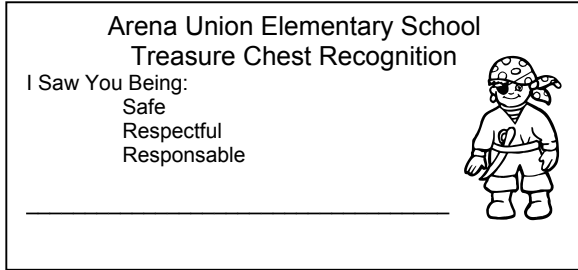 Arena Union Elementary School
Treasure Chest Recognition
I Saw You Being:
Safe
Respectful
Responsable